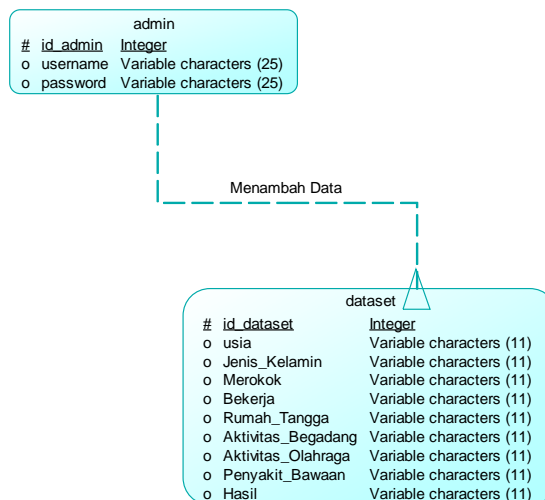 admin
# id_admin Integer
o username Variable characters (25)
o password Variable characters (25)
Menambah Data
dataset
# id_dataset Integer
o usia Variable characters (11)
o Jenis_Kelamin Variable characters (11)
o Merokok Variable characters (11)
o Bekerja Variable characters (11)
o Rumah_Tangga Variable characters (11)
o Aktivitas_Begadang Variable characters (11)
o Aktivitas_Olahraga Variable characters (11)
o Penyakit_Bawaan Variable characters (11)
o Hasil Variable characters (11)